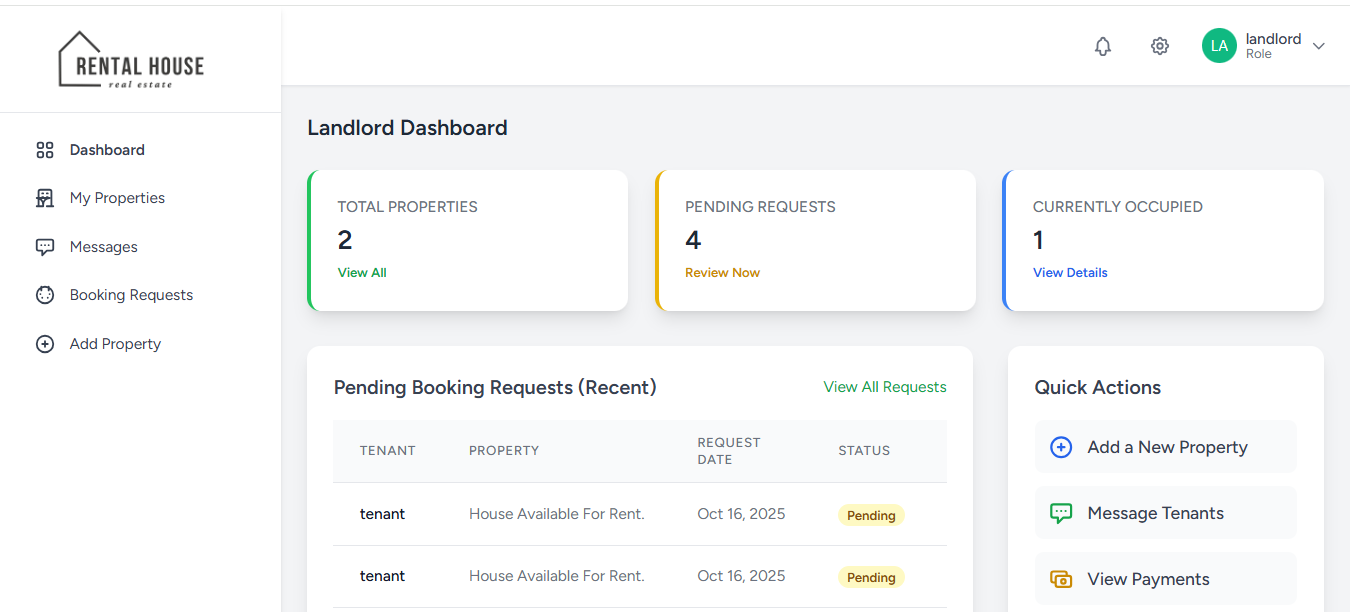 RENTAL HOUSE
real estate
LA
landlord
Role
Dashboard
My Properties
Messages
Booking Requests
Add Property
Landlord Dashboard
TOTAL PROPERTIES
2
View All
PENDING REQUESTS
4
Review Now
CURRENTLY OCCUPIED
1
View Details
Pending Booking Requests (Recent)
View All Requests
TENANT PROPERTY REQUEST DATE STATUS
tenant House Available For Rent. Oct 16, 2025 Pending
tenant House Available For Rent. Oct 16, 2025 Pending
Quick Actions
Add a New Property
Message Tenants
View Payments